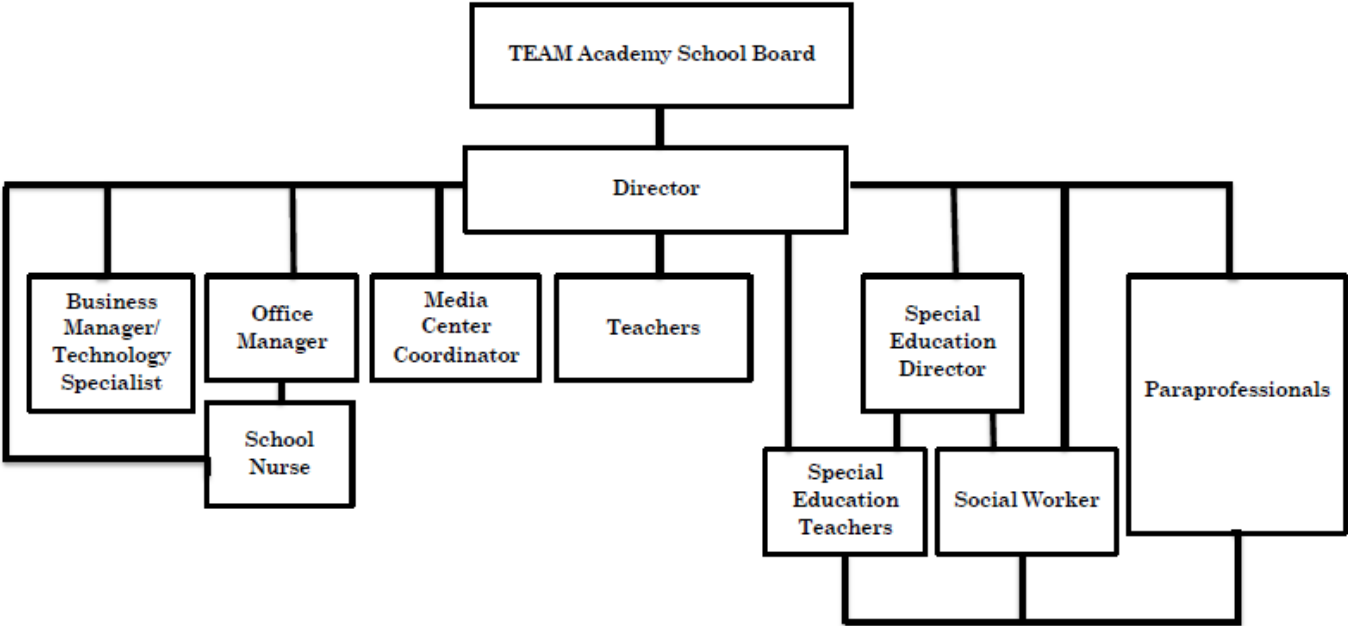 TEAM Academy School Board
Director
Business
Manager/
Technology
Specialist
Office
Manager
Media
Center
Coordinator
Teachers
Special
Education
Director
Paraprofessionals
School
Nurse
Special
Education
Teachers
Social Worker